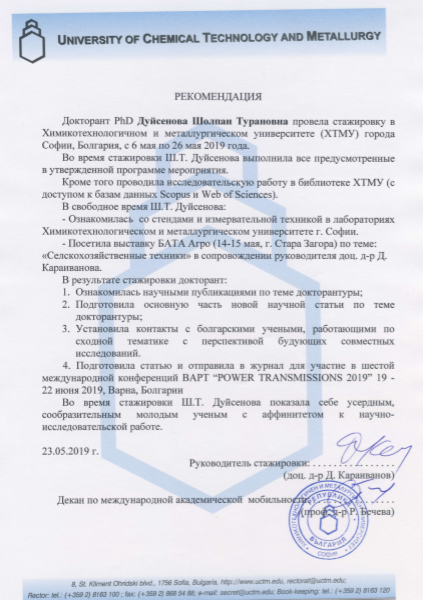 UNIVERSITY OF CHEMICAL TECHNOLOGY AND METALLURGY
РЕКОМЕНДАЦИЯ
Докторант PhD Дуйсенова Шолпан Турановна провела стажировку в
Химикотехнологичном и металлургическом университете (ХТМУ) города
Софии, Болгария, с 6 мая по 26 мая 2019 года.
Во время стажировки Ш.Т. Дуйсенова выполнила все предусмотренные
в утвержденной программе мероприятия.
Кроме того проводила исследовательскую работу в библиотеке ХТМУ (с
доступом к базам данных Scopus и Web of Sciences).
В свободное время Ш.Т. Дуйсенова:
- Ознакомилась со стендами и измервательной техникой в лабораториях
Химикотехнологическом и металлургическом университете г. Софии.
- Посетила выставку БАТА Агро (14-15 мая, г. Стара Загора) по теме:
«Селскохозяйственные техники» в сопровождении руководителя доц. д-р Д.
Караиванова.
В результате стажировки докторант:
1. Ознакомилась научными публикациями по теме докторантуры;
2. Подготовила основную часть новой научной статьи по теме
докторантуры;
3. Установила контакты с болгарскими учеными, работающими по
сходной тематике с перспективой будующих совместных
исследований.
4. Подготовила статью и отправила в журнал для участие в шестой
международной конференций ВАРТ “POWER TRANSMISSIONS 2019” 19 -
22 июня 2019, Варна, Болгарии
Во время стажировки Ш.Т. Дуйсенова показала себе усердным,
сообразительным молодым ученым с аффинитетом к научно-
исследовательской работе.
23.05.2019 г.
Руководитель стажировки: . . . . . . . . . . . . . . .
(доц. д-р Д. Караиванов)
Декан по международной академической мобильности: . . . . . . . . . . .
(проф. д-р Р. Бечева)
РЕПУБЛИКА
БЪЛГАРИЯ
СОФИЯ
8, St. Kliment Ohridski blvd., 1756 Sofia, Bulgaria, http://www.uctm.edu, rectorat@uctm.edu;
Rector: tel.: (+359 2) 8163 100 ; fax: (+359 2) 868 54 88; e-mail: secret@uctm.edu; Book-keeping: tel.: (+359 2) 8163 120